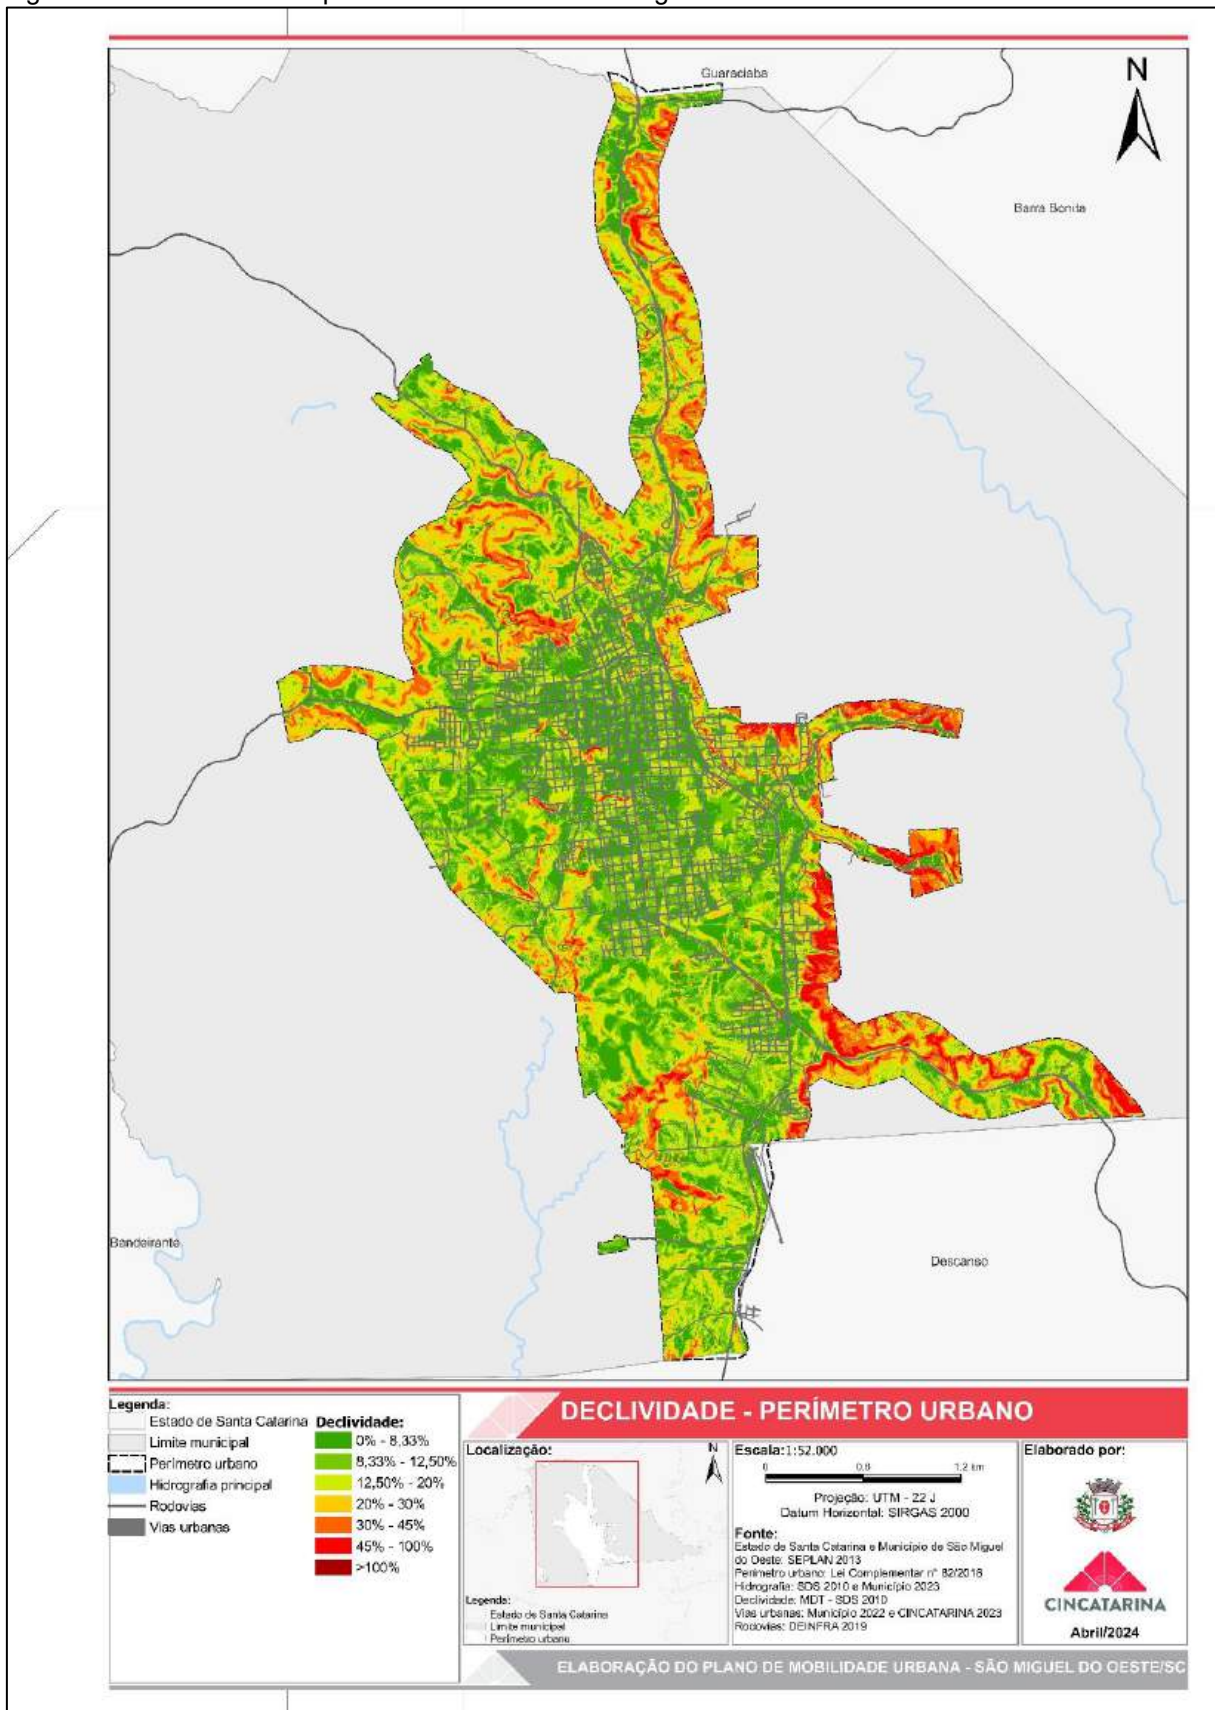 Guaraciaba
N
Barra Bonita
Bandeirante
Descanso
Legenda:
Estado de Santa Catarina
Limite municipal
Perímetro urbano
Hidrografia principal
Rodovias
Vias urbanas
Declividade:
0% - 8,33%
8,33% - 12,50%
12,50% - 20%
20% - 30%
30% - 45%
45% - 100%
>100%
DECLIVIDADE - PERÍMETRO URBANO
Localização:
N
Legenda:
Estado de Santa Catarina
Limite municipal
Perímetro urbano
Escala:1:52.000
0 0.6 1.2 km
Projeção: UTM - 22 J
Datum Horizontal: SIRGAS 2000
Fonte:
Estado de Santa Catarina e Município de São Miguel
do Oeste: SEPLAN 2013
Perímetro urbano: Lei Complementar n° 82/2018
Hidrografia: SDS 2010 e Município 2023
Declividade: MDT - SDS 2010
Vias urbanas: Município 2022 e CINCATARINA 2023
Rodovias: DEINFRA 2019
Elaborado por:
CINCATARINA
Abril/2024
ELABORAÇÃO DO PLANO DE MOBILIDADE URBANA - SÃO MIGUEL DO OESTE/SC